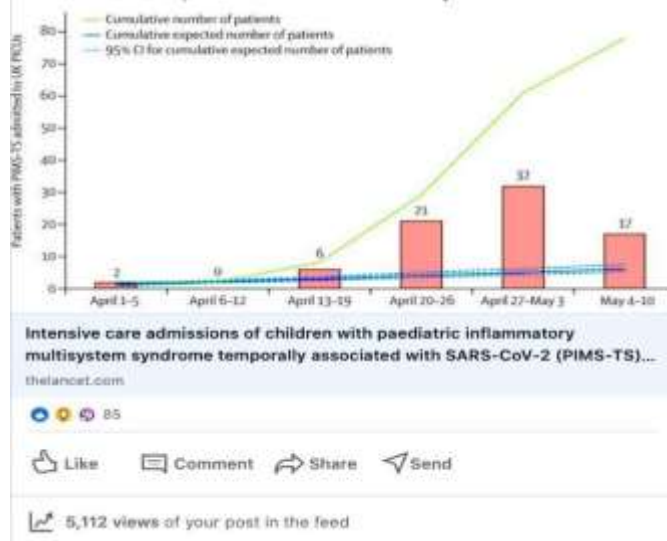 Cumulative number of patients
Cumulative expected number of patients
95% CI for cumulative expected number of patients
Patients with PIMS-TS admitted to UK PICUs
80
70
60
50
40
30
20
10
0
2
0
6
21
32
17
April 1-5
April 6-12
April 13-19
April 20-26
April 27-May 3
May 4-10
Intensive care admissions of children with paediatric inflammatory
multisystem syndrome temporally associated with SARS-CoV-2 (PIMS-TS)...
thelancet.com
85
Like
Comment
Share
Send
5,112 views of your post in the feed